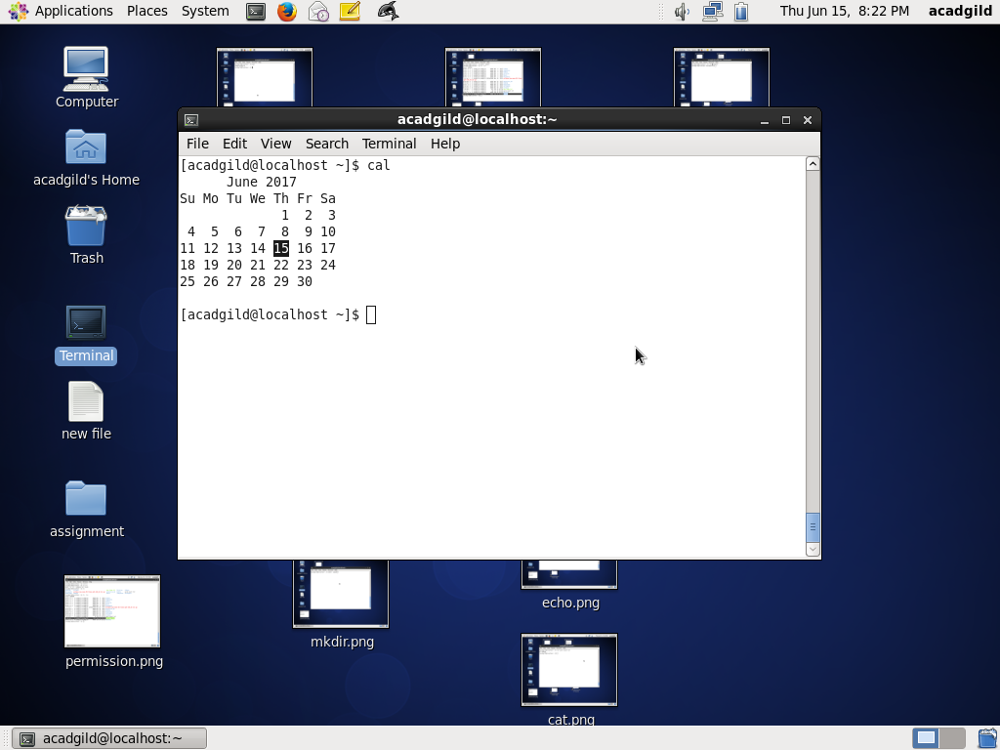 Applications Places System
Thu Jun 15, 8:22 PM acadgild
Computer
acadgild's Home
Trash
Terminal
new file
assignment
permission.png
acadgild@localhost:~
File Edit View Search Terminal Help
[acadgild@localhost ~]$ cal
      June 2017
Su Mo Tu We Th Fr Sa
             1  2  3
 4  5  6  7  8  9 10
11 12 13 14 15 16 17
18 19 20 21 22 23 24
25 26 27 28 29 30
[acadgild@localhost ~]$
mkdir.png
echo.png
cat.png
acadgild@localhost:~